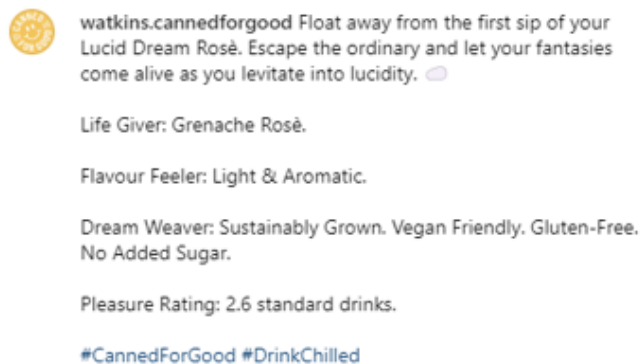 watkins.cannedforgood Float away from the first sip of your
Lucid Dream Rosè. Escape the ordinary and let your fantasies
come alive as you levitate into lucidity. ☁️
Life Giver: Grenache Rosè.
Flavour Feeler: Light & Aromatic.
Dream Weaver: Sustainably Grown. Vegan Friendly. Gluten-Free.
No Added Sugar.
Pleasure Rating: 2.6 standard drinks.
#CannedForGood #DrinkChilled